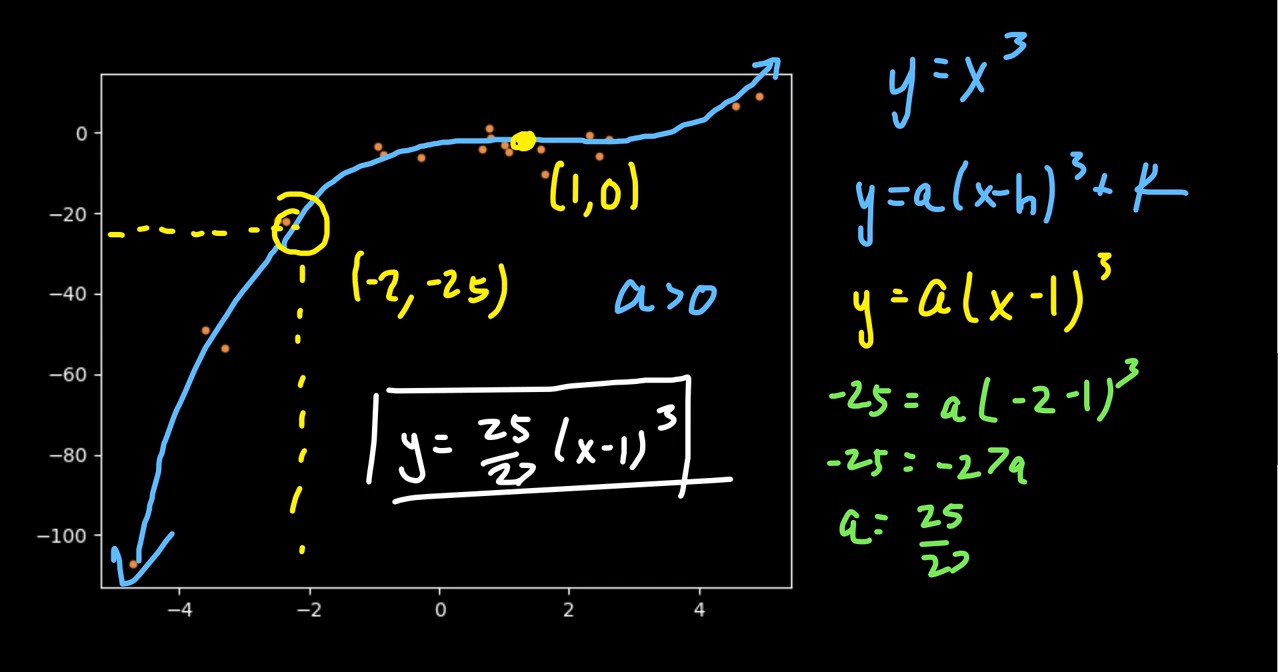 y = x³
y = a(x-h)³ + k
y = a(x-1)³
-25 = a(-2-1)³
-25 = -27a
a = 25/27
(1,0)
(-2,-25)
a>0
y = 25/27 (x-1)³
0
−20
−40
−60
−80
−100
−4 −2 0 2 4